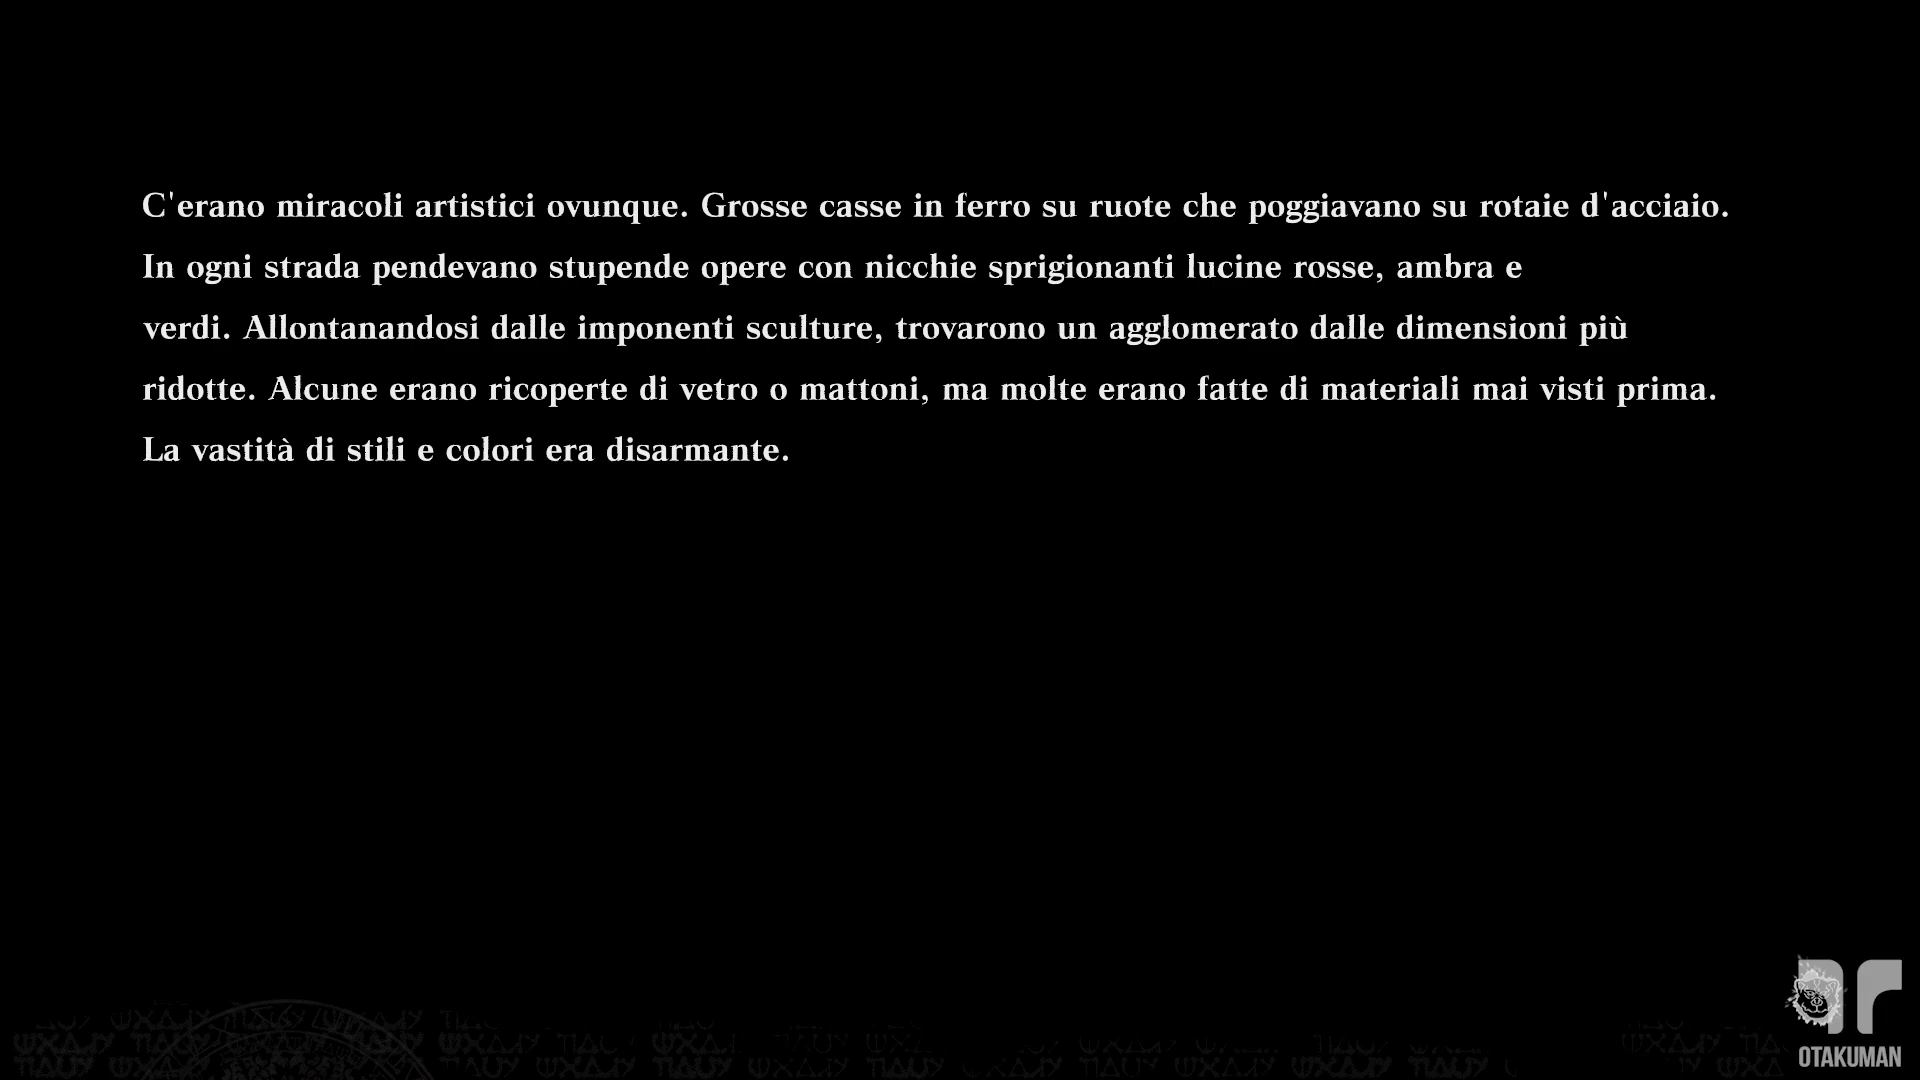 C'erano miracoli artistici ovunque. Grosse casse in ferro su ruote che poggiavano su rotaie d'acciaio.
In ogni strada pendevano stupende opere con nicchie sprigionanti lucine rosse, ambra e
verdi. Allontanandosi dalle imponenti sculture, trovarono un agglomerato dalle dimensioni più
ridotte. Alcune erano ricoperte di vetro o mattoni, ma molte erano fatte di materiali mai visti prima.
La vastità di stili e colori era disarmante.
OTAKUMAN